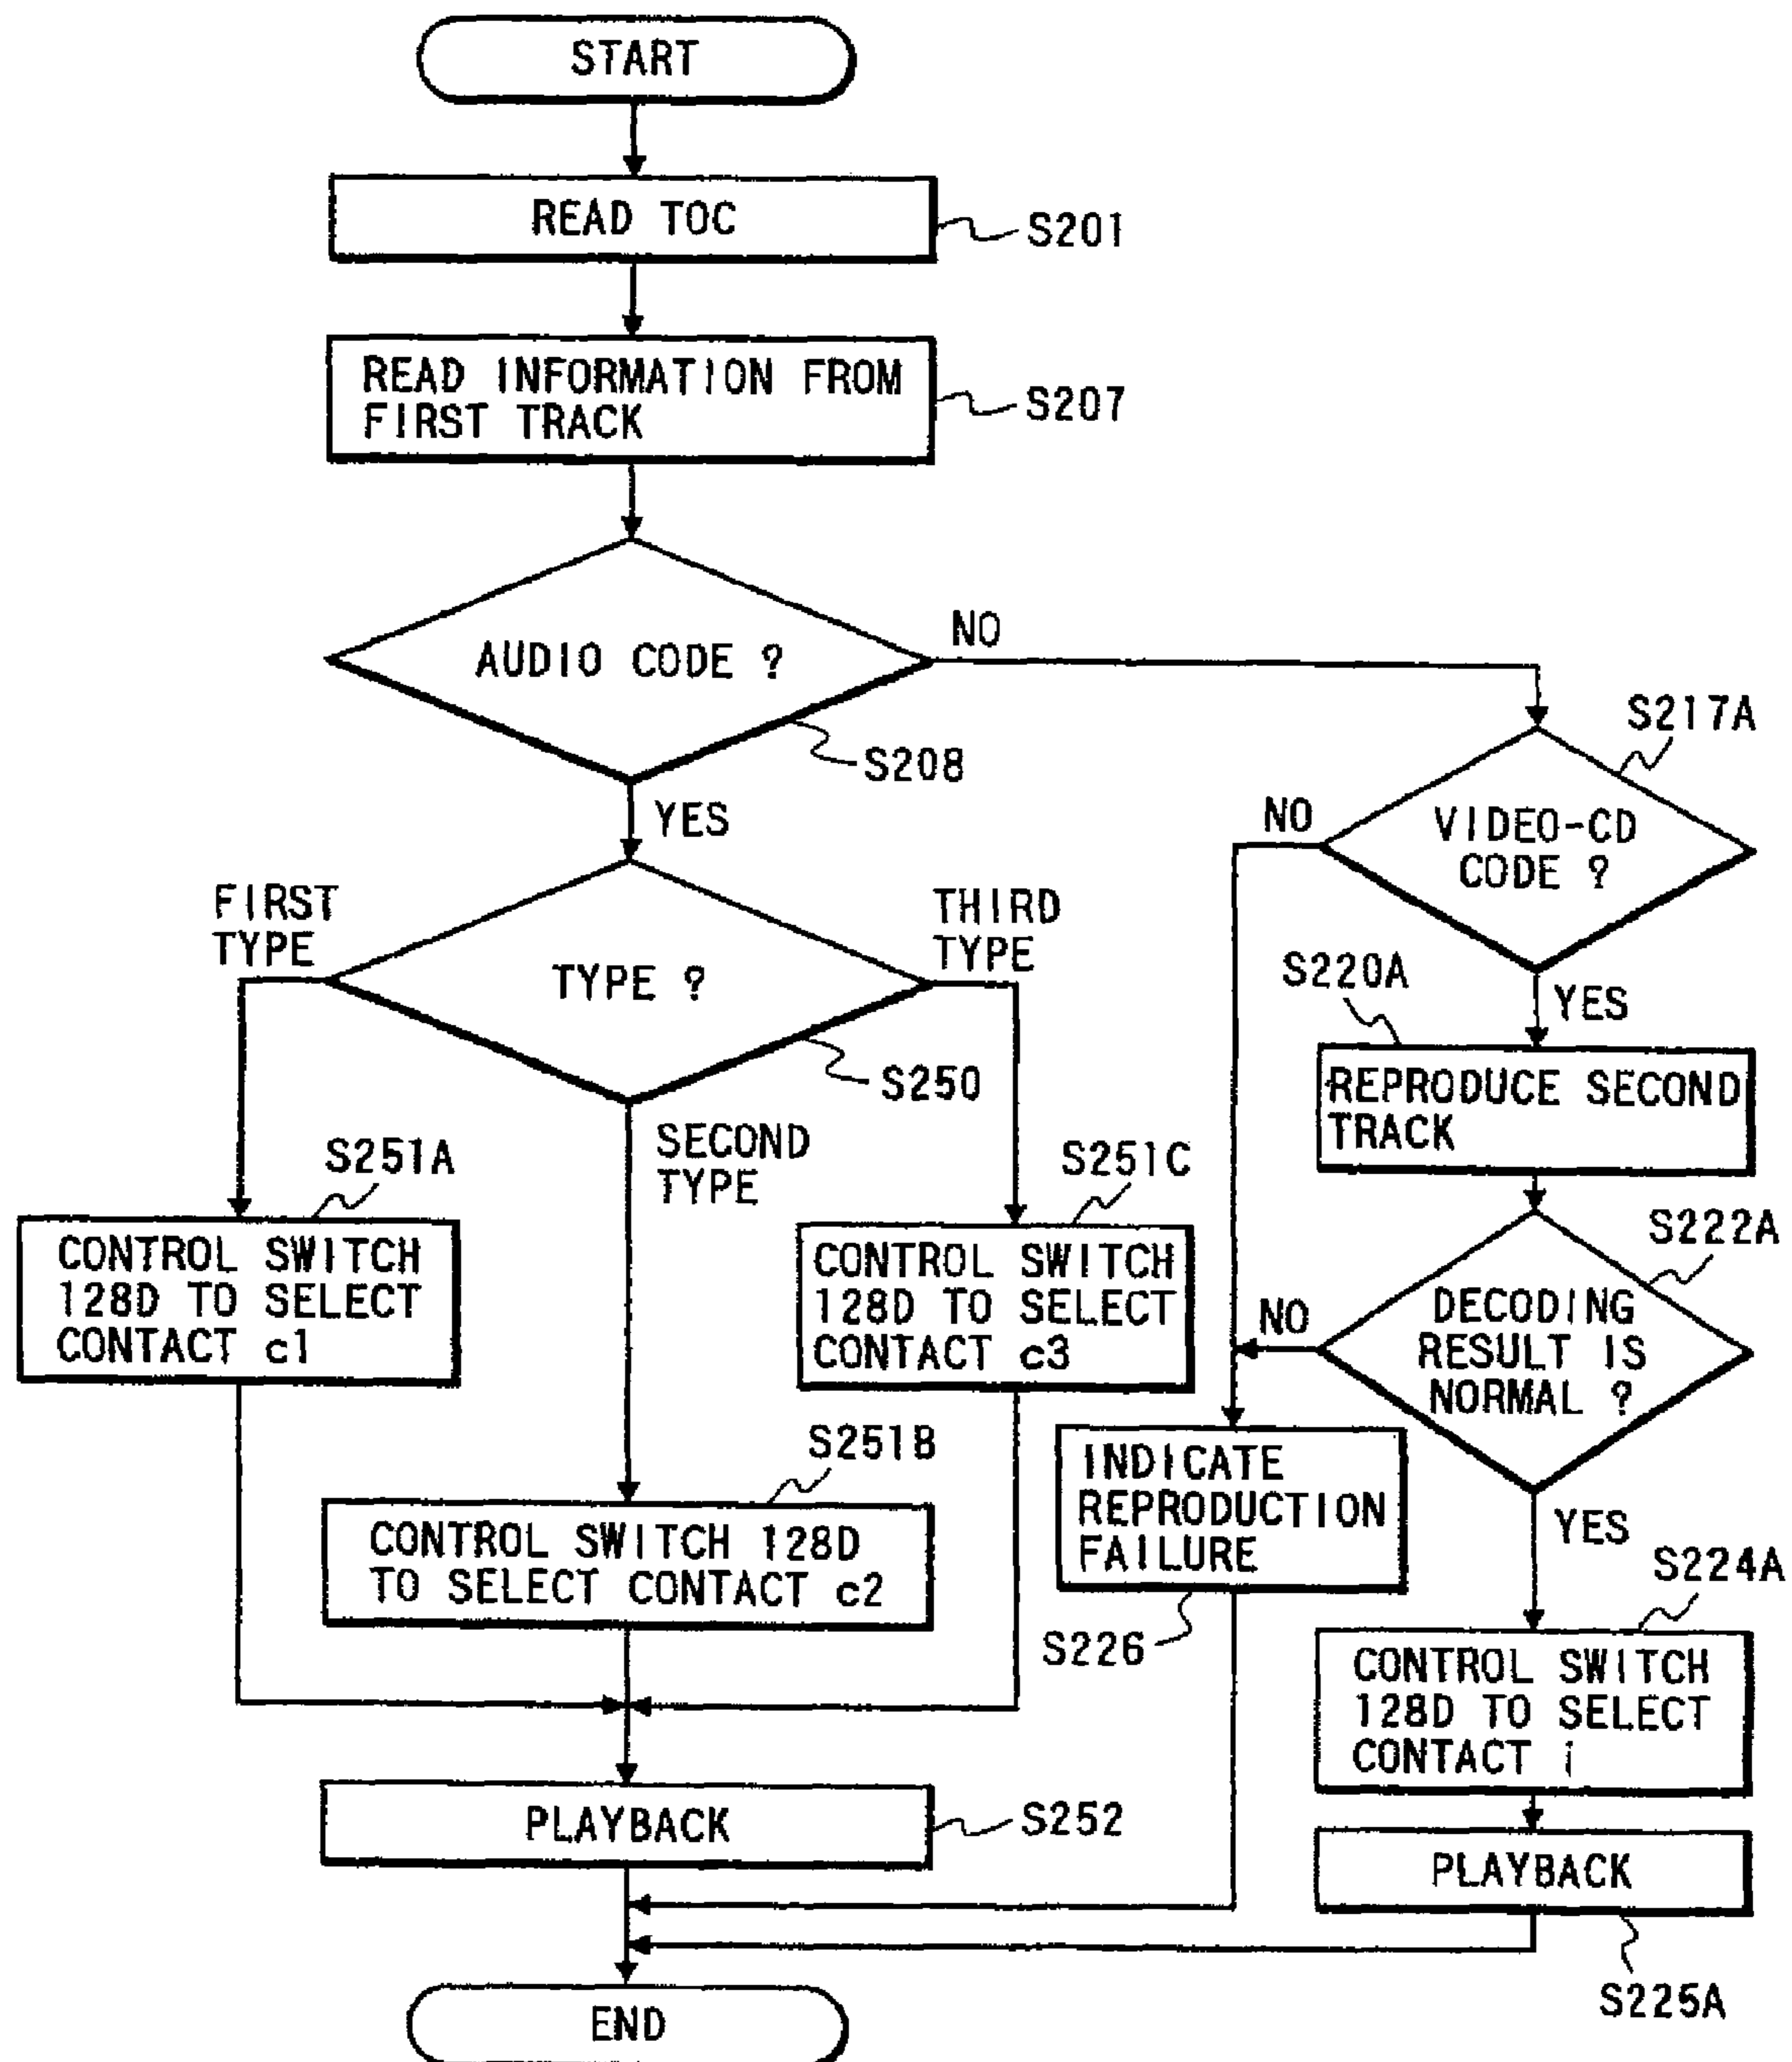 START
READ TOC
S201
READ INFORMATION FROM
FIRST TRACK
S207
AUDIO CODE ?
NO
S208
YES
S217A
VIDEO-CD
CODE ?
NO
YES
FIRST
TYPE
TYPE ?
THIRD
TYPE
S250
SECOND
TYPE
S220A
REPRODUCE SECOND
TRACK
S251A
CONTROL SWITCH
128D TO SELECT
CONTACT c1
S251C
CONTROL SWITCH
128D TO SELECT
CONTACT c3
S222A
DECODING
RESULT IS
NORMAL ?
NO
YES
S251B
CONTROL SWITCH 128D
TO SELECT CONTACT c2
INDICATE
REPRODUCTION
FAILURE
S226
S224A
CONTROL SWITCH
128D TO SELECT
CONTACT i
PLAYBACK
S252
PLAYBACK
S225A
END